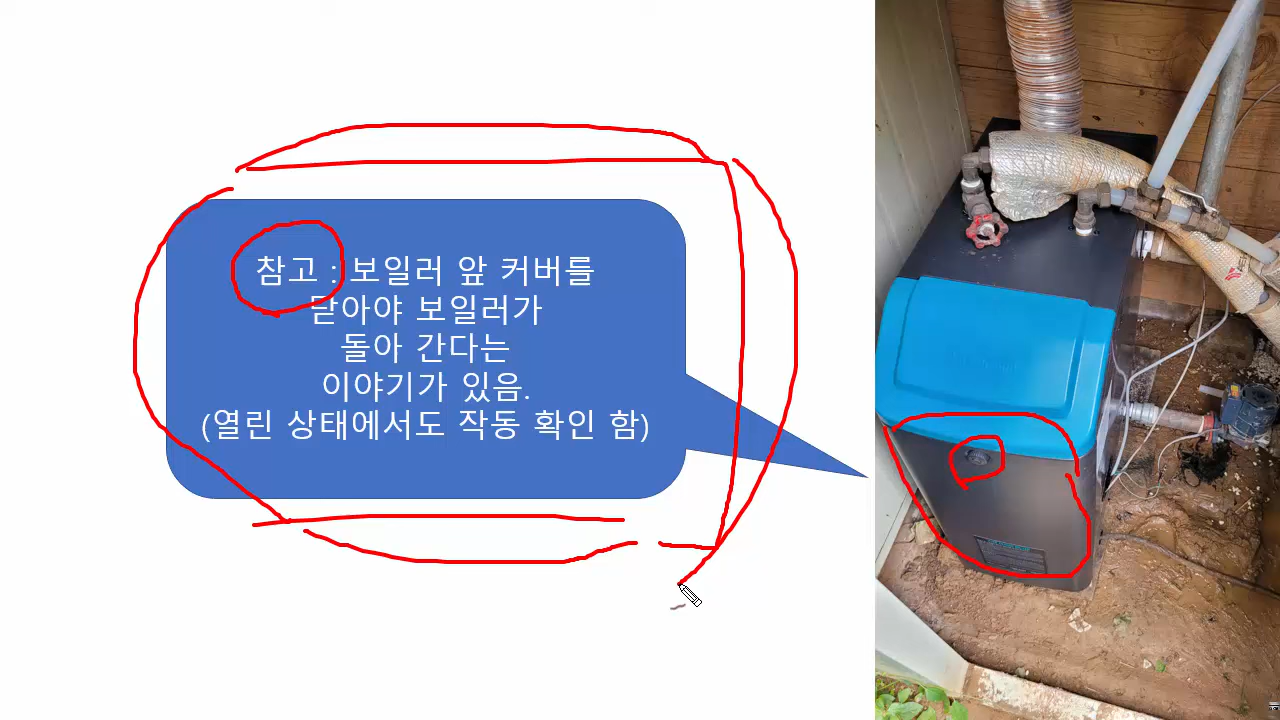 참고 : 보일러 앞 커버를
닫아야 보일러가
돌아 간다는
이야기가 있음.
(열린 상태에서도 작동 확인 함)